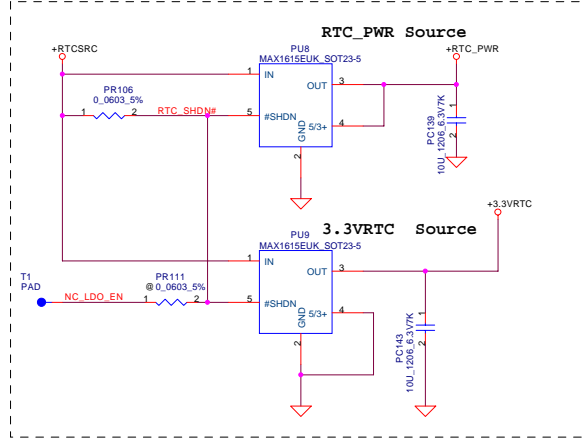 RTC_PWR Source
+RTCSRC
PU8
MAX1615EUK_SOT23-5
+RTC_PWR
1
IN
OUT
3
PR106
0_0603_5%
1
2
RTC_SHDN#
5
#SHDN
5/3+
4
GND
2
PC139
10U_1206_6.3V7K
1
2
+3.3VRTC
3.3VRTC Source
PU9
MAX1615EUK_SOT23-5
1
IN
OUT
3
T1
PAD
NC_LDO_EN
PR111
@0_0603_5%
1
2
5
#SHDN
5/3+
4
GND
2
PC143
10U_1206_6.3V7K
1
2